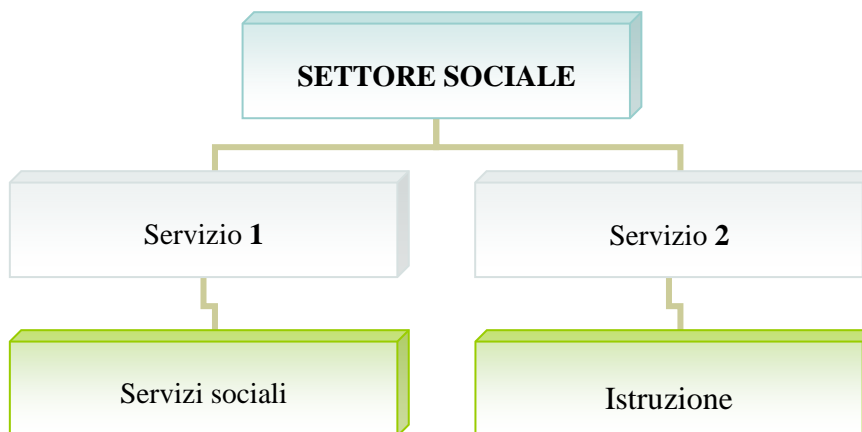 SETTORE SOCIALE
Servizio 1
Servizio 2
Servizi sociali
Istruzione